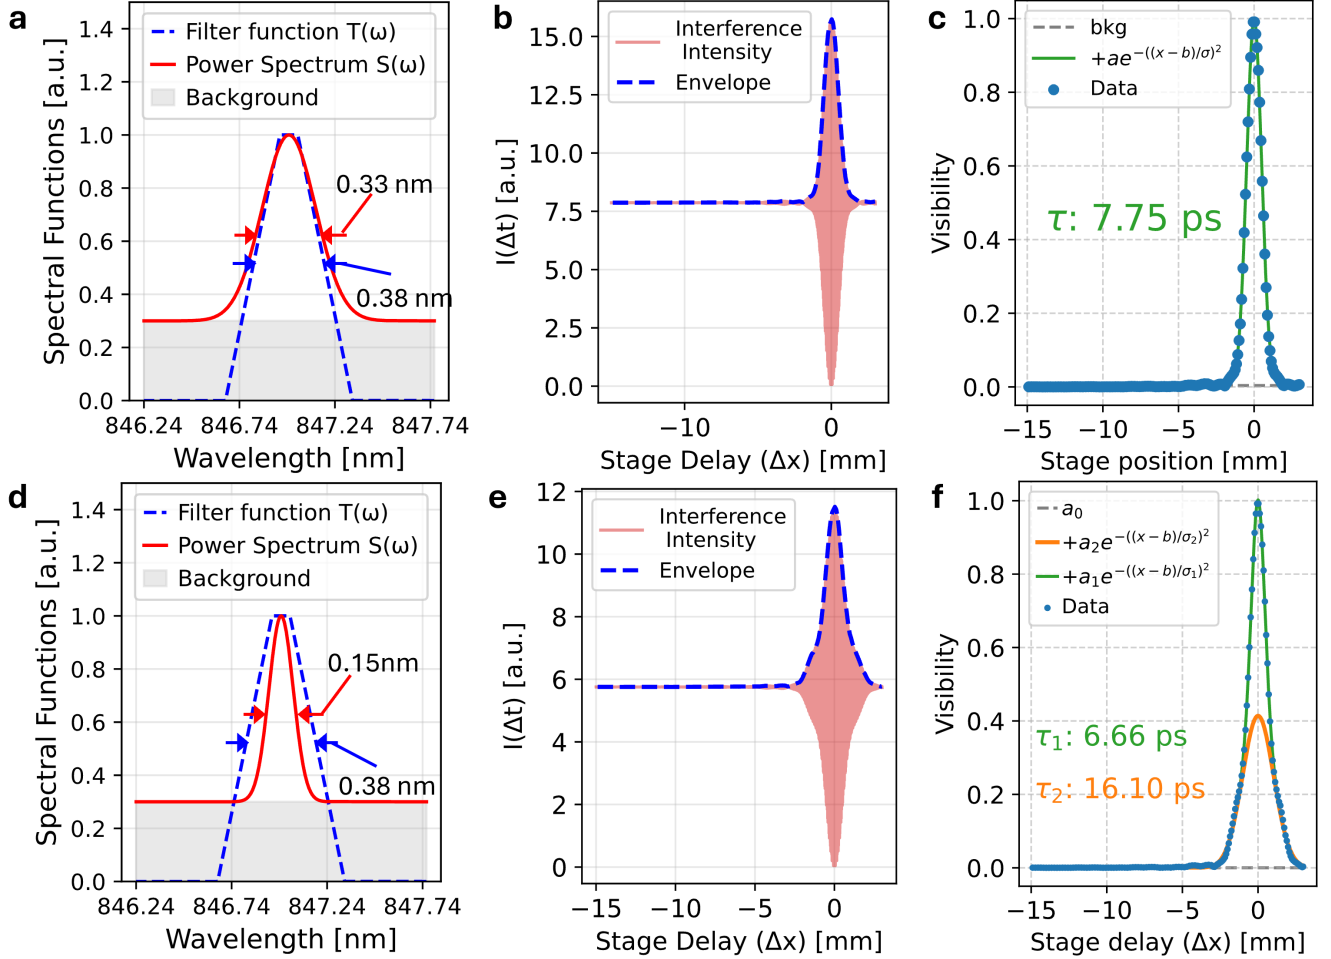 a
1.4
1.2
1.0
0.8
0.6
0.4
0.2
0.0
Spectral Functions [a.u.]
Filter function T(ω)
Power Spectrum S(ω)
Background
0.33 nm
0.38 nm
846.24 846.74 847.24 847.74
Wavelength [nm]
b
15.0
12.5
10.0
7.5
5.0
2.5
0.0
I(Δt) [a.u.]
Interference
Intensity
Envelope
−10 0
Stage Delay (Δx) [mm]
c
1.0
0.8
0.6
0.4
0.2
0.0
Visibility
bkg
+ae^{−((x−b)/σ)^2}
Data
τ: 7.75 ps
−15 −10 −5 0
Stage position [mm]
d
1.4
1.2
1.0
0.8
0.6
0.4
0.2
0.0
Spectral Functions [a.u.]
Filter function T(ω)
Power Spectrum S(ω)
Background
0.15nm
0.38 nm
846.24 846.74 847.24 847.74
Wavelength [nm]
e
12
10
8
6
4
2
0
I(Δt) [a.u.]
Interference
Intensity
Envelope
−15 −10 −5 0
Stage Delay (Δx) [mm]
f
1.0
0.8
0.6
0.4
0.2
0.0
Visibility
a₀
+a₂e^{−((x−b)/σ₂)^2}
+a₁e^{−((x−b)/σ₁)^2}
Data
τ₁: 6.66 ps
τ₂: 16.10 ps
−15 −10 −5 0
Stage delay (Δx) [mm]